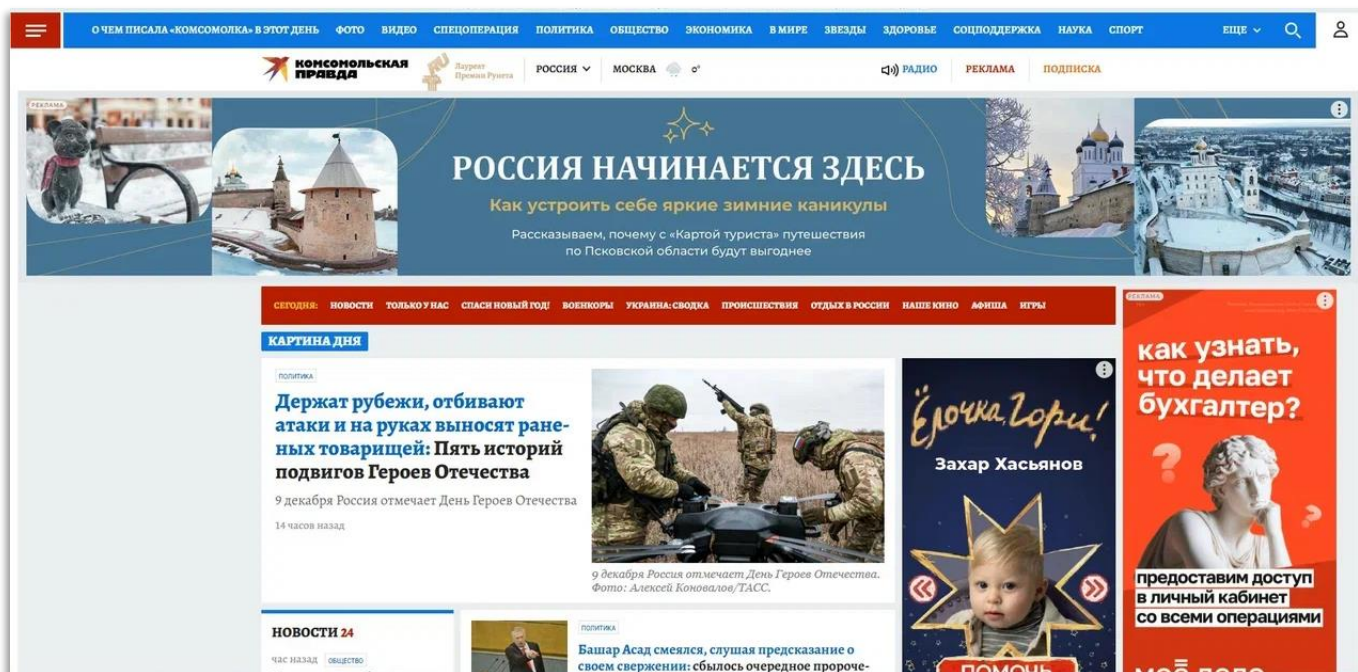 О ЧЕМ ПИСАЛА «КОМСОМОЛКА» В ЭТОТ ДЕНЬ ФОТО ВИДЕО СПЕЦОПЕРАЦИЯ ПОЛИТИКА ОБЩЕСТВО ЭКОНОМИКА В МИРЕ ЗВЕЗДЫ ЗДОРОВЬЕ СОЦПОДДЕРЖКА НАУКА СПОРТ ЕЩЕ
КОМСОМОЛЬСКАЯ
ПРАВДА
Лауреат
Премии Рунета
РОССИЯ МОСКВА 0° РАДИО РЕКЛАМА ПОДПИСКА
РЕКЛАМА
РОССИЯ НАЧИНАЕТСЯ ЗДЕСЬ
Как устроить себе яркие зимние каникулы
Рассказываем, почему с «Картой туриста» путешествия
по Псковской области будут выгоднее
СЕГОДНЯ: НОВОСТИ ТОЛЬКО У НАС СПАСИ НОВЫЙ ГОД! ВОЕНКОРЫ УКРАИНА: СВОДКА ПРОИСШЕСТВИЯ ОТДЫХ В РОССИИ НАШЕ КИНО АФИША ИГРЫ
КАРТИНА ДНЯ
ПОЛИТИКА
Держат рубежи, отбивают
атаки и на руках выносят ране-
ных товарищей: Пять историй
подвигов Героев Отечества
9 декабря Россия отмечает День Героев Отечества
14 часов назад
9 декабря Россия отмечает День Героев Отечества.
Фото: Алексей Коновалов/ТАСС.
НОВОСТИ 24
час назад ОБЩЕСТВО
ПОЛИТИКА
Башар Асад смеялся, слушая предсказание о
своем свержении: сбылось очередное пророче-
Ёлочка, Гори!
Захар Хасьянов
ПОМОЧЬ
РЕКЛАМА
как узнать,
что делает
бухгалтер?
предоставим доступ
в личный кабинет
со всеми операциями
моё дело